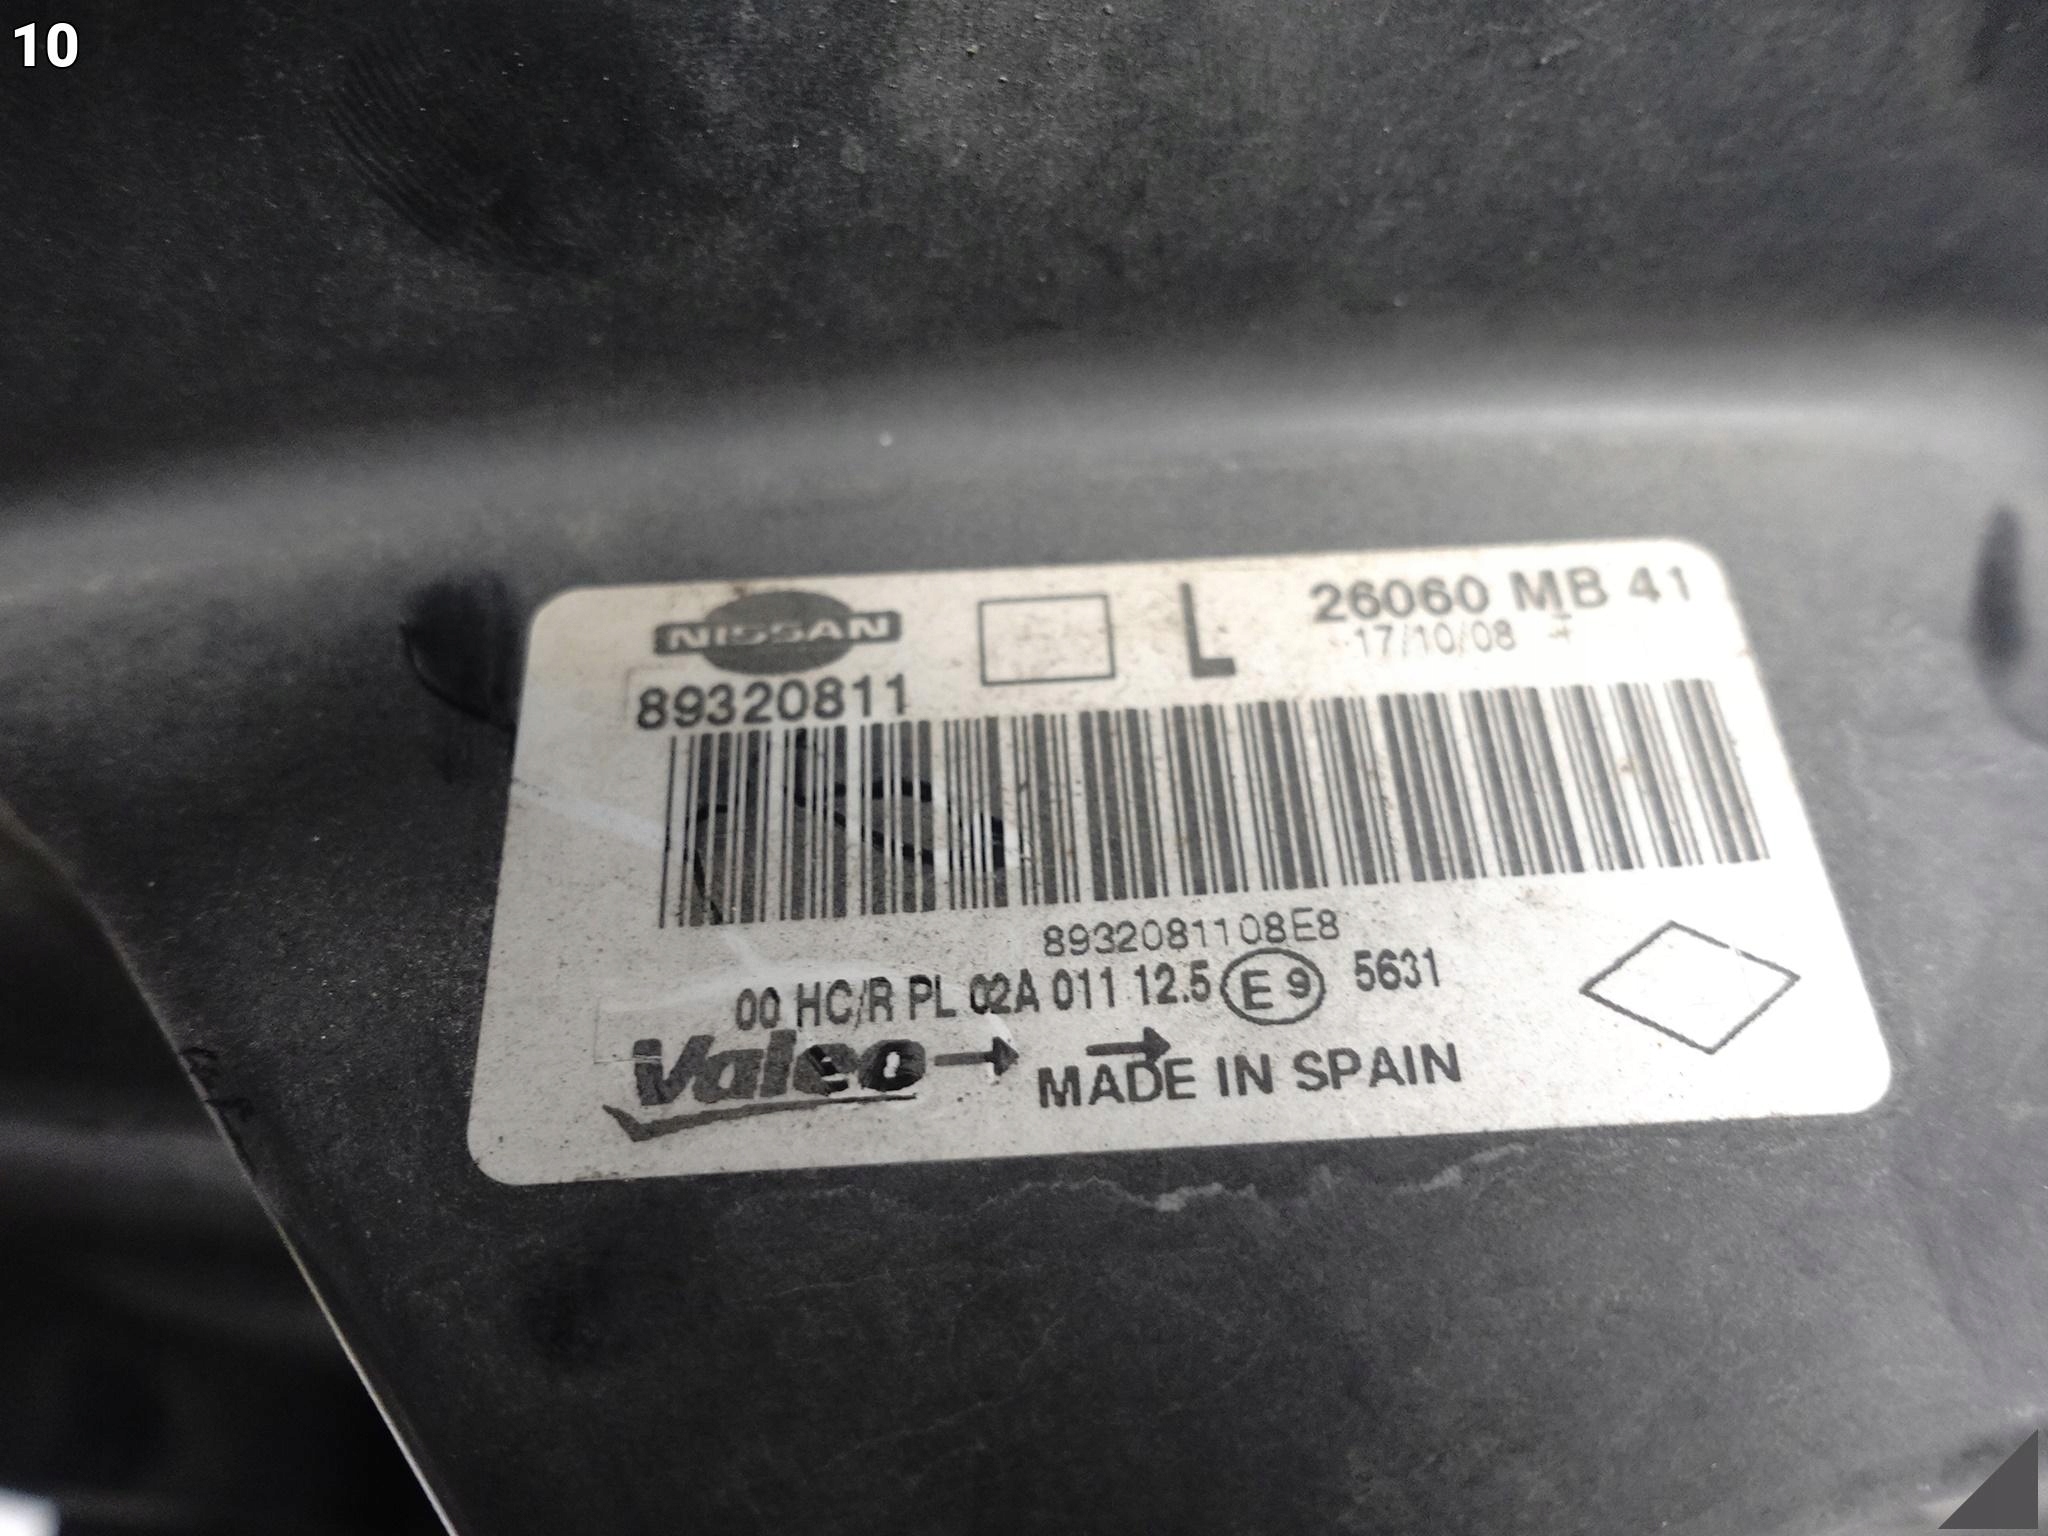 10
NISSAN
L
26060 MB 41
17/10/08
89320811
8932081108E8
00 HC/R PL 02A 011 12.5 E 9 5631
Valeo
MADE IN SPAIN